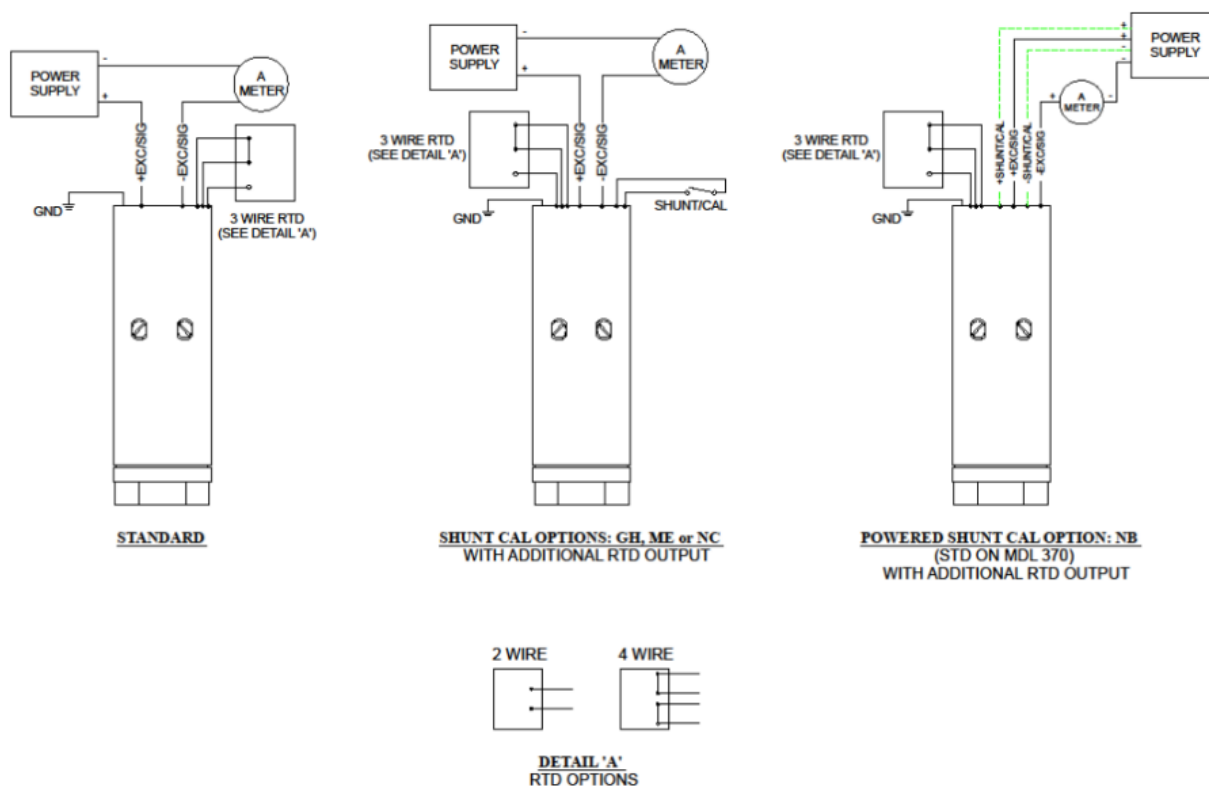 POWER
SUPPLY
-
+
A
METER
+EXC/SIG
-EXC/SIG
GND
3 WIRE RTD
(SEE DETAIL 'A')
STANDARD
POWER
SUPPLY
-
+
A
METER
3 WIRE RTD
(SEE DETAIL 'A')
+EXC/SIG
-EXC/SIG
GND
SHUNT/CAL
SHUNT CAL OPTIONS: GH, ME or NC
WITH ADDITIONAL RTD OUTPUT
+
+
-
-
POWER
SUPPLY
+
A
METER
-
3 WIRE RTD
(SEE DETAIL 'A')
+SHUNT/CAL
+EXC/SIG
-SHUNT/CAL
-EXC/SIG
GND
POWERED SHUNT CAL OPTION: NB
(STD ON MDL 370)
WITH ADDITIONAL RTD OUTPUT
2 WIRE
4 WIRE
DETAIL 'A'
RTD OPTIONS